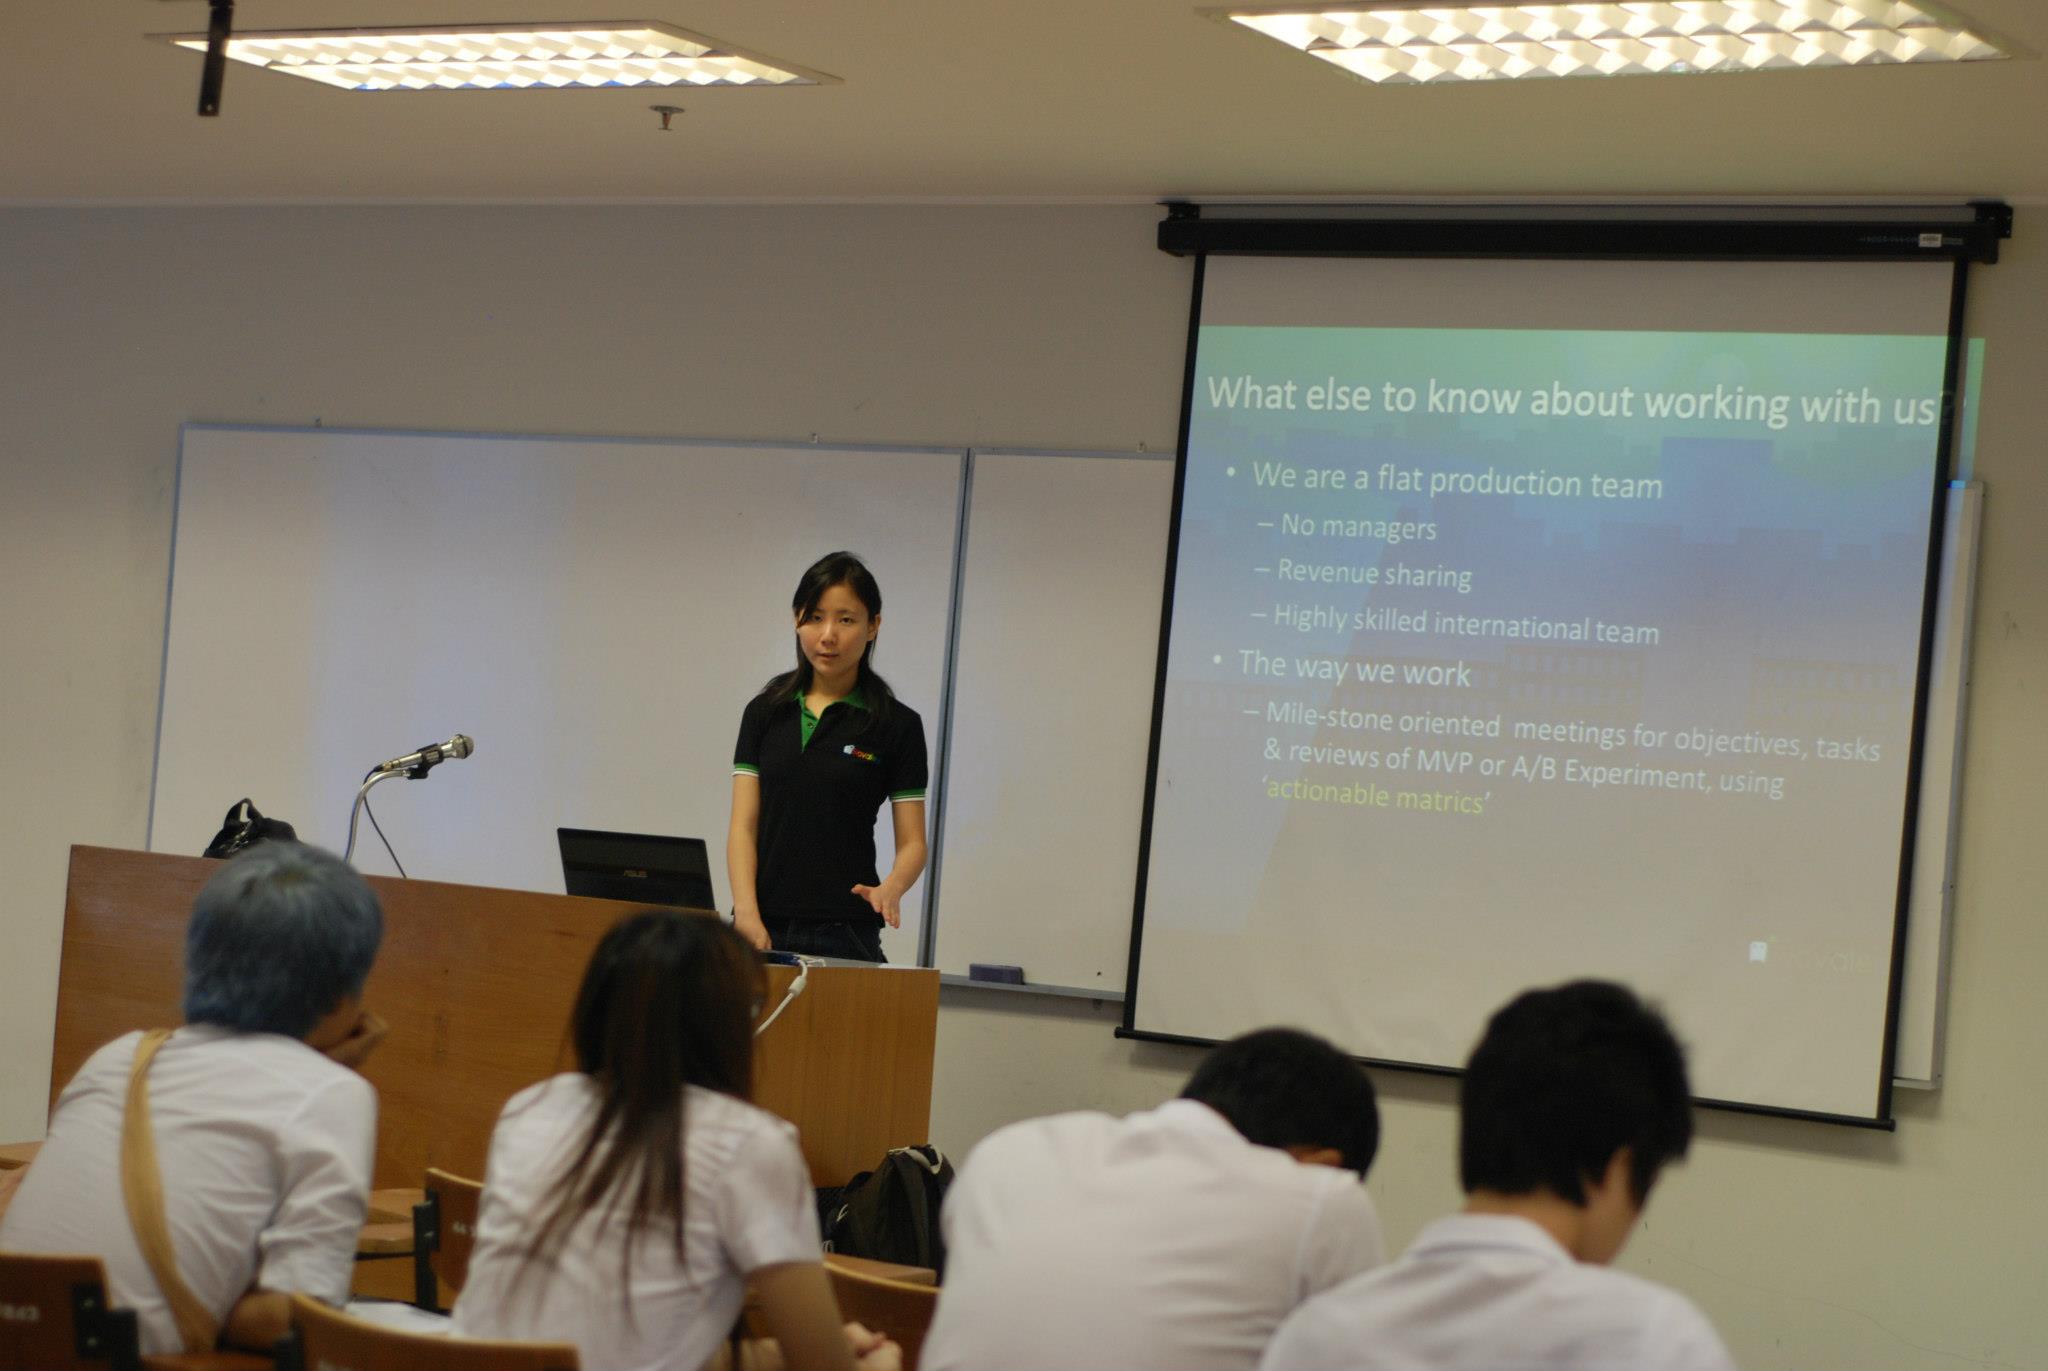 What else to know about working with us?
• We are a flat production team
– No managers
– Revenue sharing
– Highly skilled international team
• The way we work
– Mile-stone oriented meetings for objectives, tasks
& reviews of MVP or A/B Experiment, using
‘actionable matrics’
ASUS